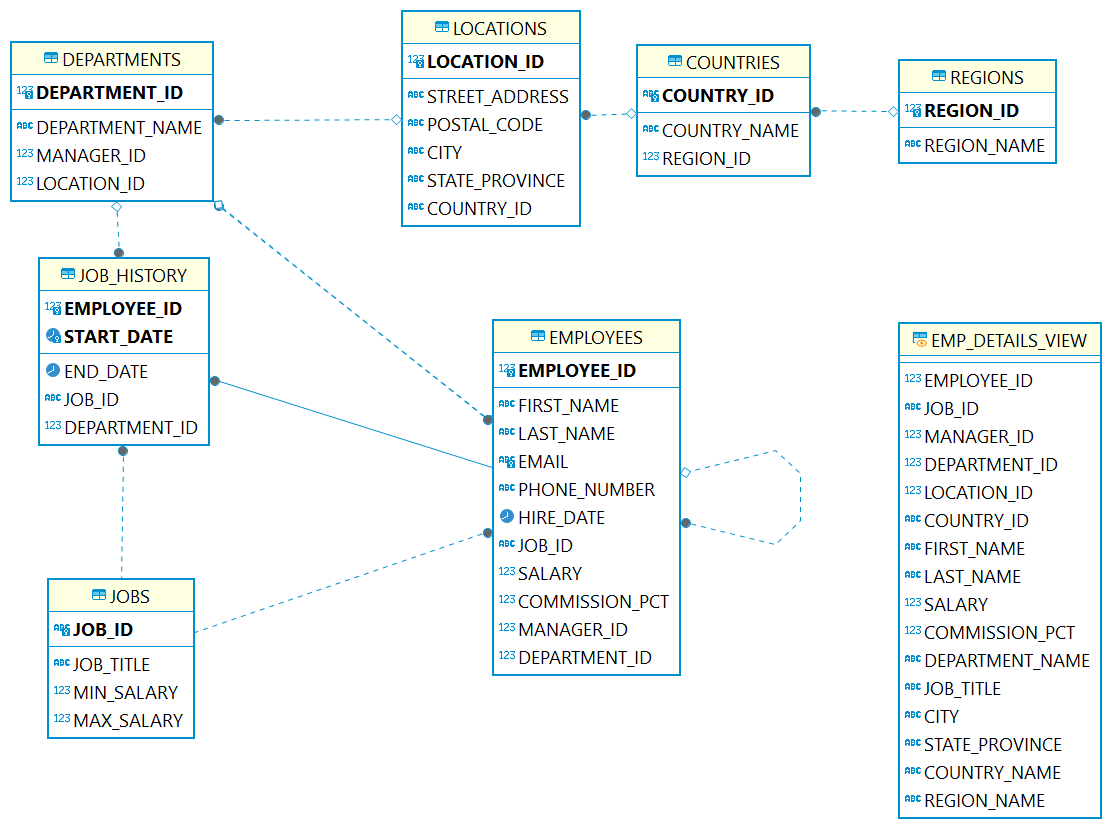 DEPARTMENTS
123 DEPARTMENT_ID
ABC DEPARTMENT_NAME
123 MANAGER_ID
123 LOCATION_ID
LOCATIONS
123 LOCATION_ID
ABC STREET_ADDRESS
ABC POSTAL_CODE
ABC CITY
ABC STATE_PROVINCE
ABC COUNTRY_ID
COUNTRIES
ABC COUNTRY_ID
ABC COUNTRY_NAME
123 REGION_ID
REGIONS
123 REGION_ID
ABC REGION_NAME
JOB_HISTORY
123 EMPLOYEE_ID
START_DATE
END_DATE
ABC JOB_ID
123 DEPARTMENT_ID
EMPLOYEES
123 EMPLOYEE_ID
ABC FIRST_NAME
ABC LAST_NAME
ABC EMAIL
ABC PHONE_NUMBER
HIRE_DATE
ABC JOB_ID
123 SALARY
123 COMMISSION_PCT
123 MANAGER_ID
123 DEPARTMENT_ID
JOBS
ABC JOB_ID
ABC JOB_TITLE
123 MIN_SALARY
123 MAX_SALARY
EMP_DETAILS_VIEW
123 EMPLOYEE_ID
ABC JOB_ID
123 MANAGER_ID
123 DEPARTMENT_ID
123 LOCATION_ID
ABC COUNTRY_ID
ABC FIRST_NAME
ABC LAST_NAME
123 SALARY
123 COMMISSION_PCT
ABC DEPARTMENT_NAME
ABC JOB_TITLE
ABC CITY
ABC STATE_PROVINCE
ABC COUNTRY_NAME
ABC REGION_NAME